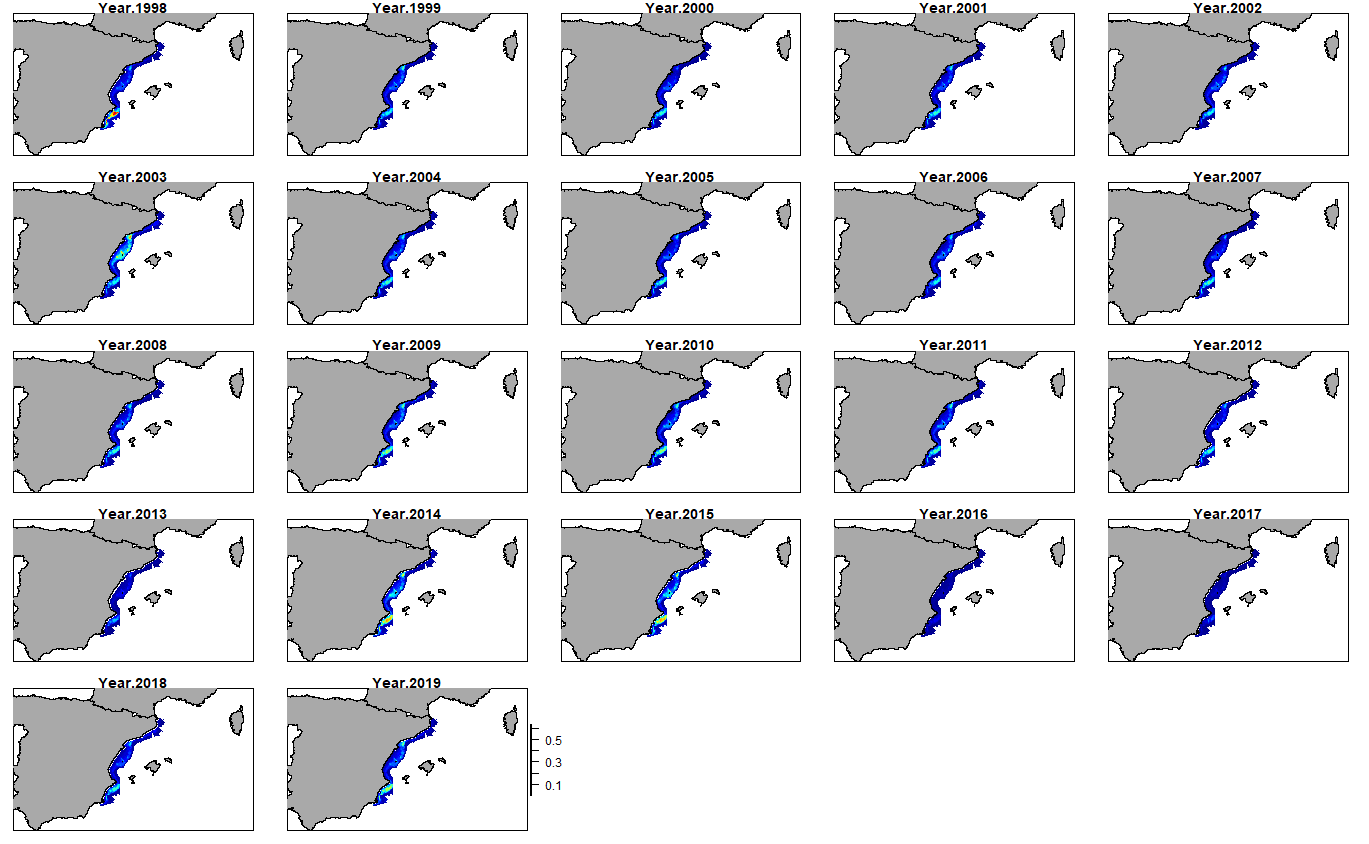 Year.1998 Year.1999 Year.2000 Year.2001 Year.2002
Year.2003 Year.2004 Year.2005 Year.2006 Year.2007
Year.2008 Year.2009 Year.2010 Year.2011 Year.2012
Year.2013 Year.2014 Year.2015 Year.2016 Year.2017
Year.2018 Year.2019
0.5
0.3
0.1